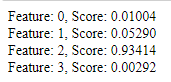 Feature: 0, Score: 0.01004
Feature: 1, Score: 0.05290
Feature: 2, Score: 0.93414
Feature: 3, Score: 0.00292